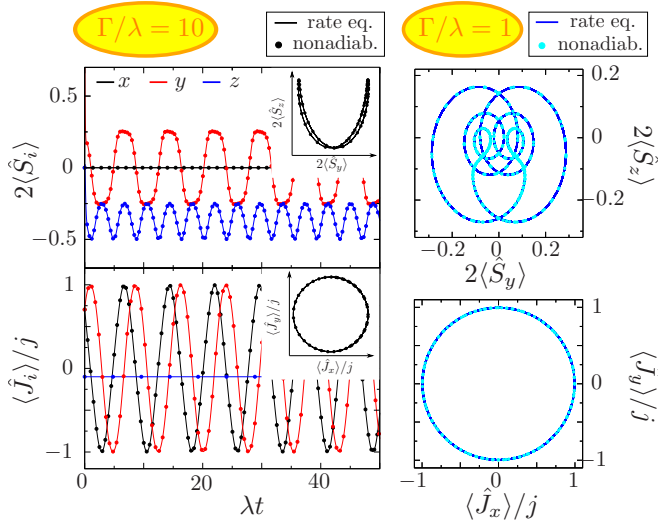 Γ/λ = 10
rate eq.
nonadiab.
Γ/λ = 1
rate eq.
nonadiab.
x y z
2⟨Ŝ_i⟩
0.5
0
−0.5
2⟨Ŝ_z⟩
2⟨Ŝ_y⟩
0.2
0
−0.2
2⟨Ŝ_z⟩
−0.2 0 0.2
2⟨Ŝ_y⟩
⟨Ĵ_i⟩/j
1
0
−1
⟨Ĵ_y⟩/j
⟨Ĵ_x⟩/j
0 10 20 30 40
λt
1
0
−1
⟨Ĵ_y⟩/j
−1 0 1
⟨Ĵ_x⟩/j